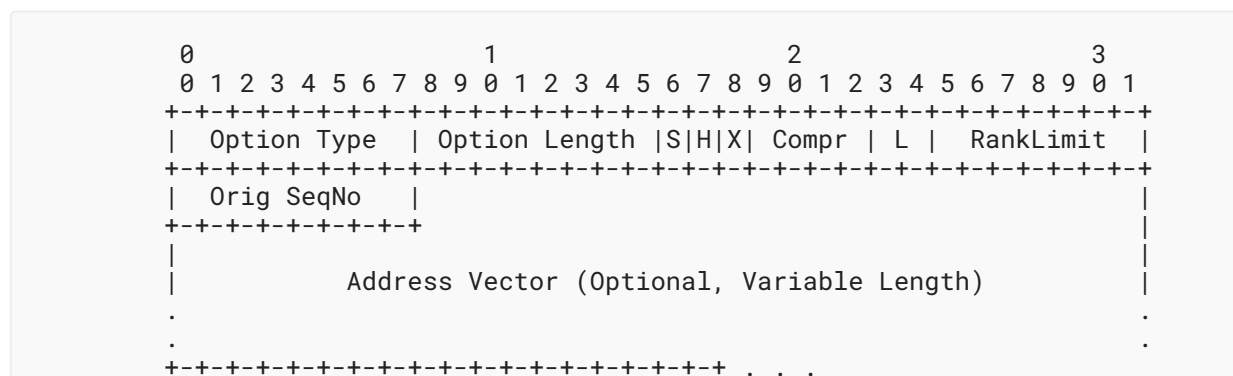 0                   1                   2                   3
 0 1 2 3 4 5 6 7 8 9 0 1 2 3 4 5 6 7 8 9 0 1 2 3 4 5 6 7 8 9 0 1
+-+-+-+-+-+-+-+-+-+-+-+-+-+-+-+-+-+-+-+-+-+-+-+-+-+-+-+-+-+-+-+-+
|  Option Type  | Option Length |S|H|X| Compr | L |  RankLimit  |
+-+-+-+-+-+-+-+-+-+-+-+-+-+-+-+-+-+-+-+-+-+-+-+-+-+-+-+-+-+-+-+-+
|  Orig SeqNo   |                                               |
+-+-+-+-+-+-+-+-+                                               |
|                                                               |
|           Address Vector (Optional, Variable Length)          |
.                                                               .
.                                                               .
+-+-+-+-+-+-+-+-+-+-+-+-+-+-+-+-+-+-+ . . .